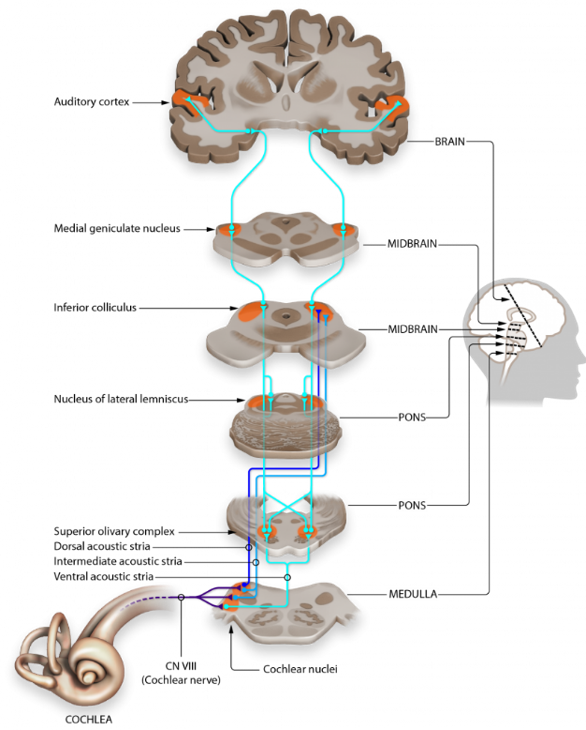 Auditory cortex
BRAIN
Medial geniculate nucleus
MIDBRAIN
Inferior colliculus
MIDBRAIN
Nucleus of lateral lemniscus
PONS
PONS
Superior olivary complex
Dorsal acoustic stria
Intermediate acoustic stria
Ventral acoustic stria
MEDULLA
CN VIII
(Cochlear nerve)
Cochlear nuclei
COCHLEA